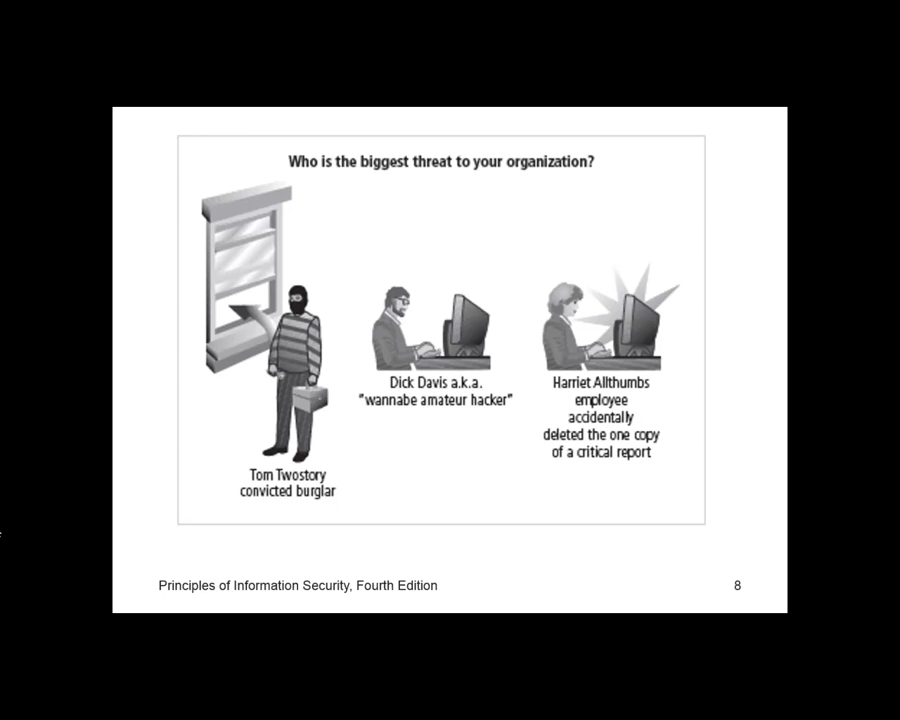 Who is the biggest threat to your organization?
Dick Davis a.k.a.
"wannabe amateur hacker"
Harriet Allthumbs
employee
accidentally
deleted the one copy
of a critical report
Tom Twostory
convicted burglar
Principles of Information Security, Fourth Edition
8